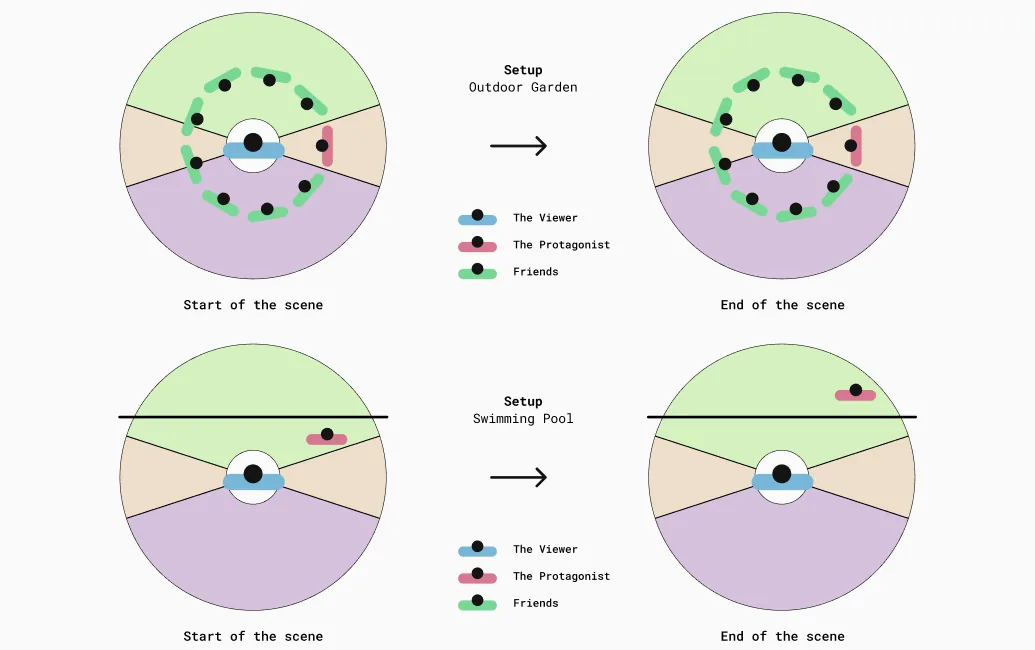 Setup
Outdoor Garden
The Viewer
The Protagonist
Friends
Start of the scene
End of the scene
Setup
Swimming Pool
The Viewer
The Protagonist
Friends
Start of the scene
End of the scene